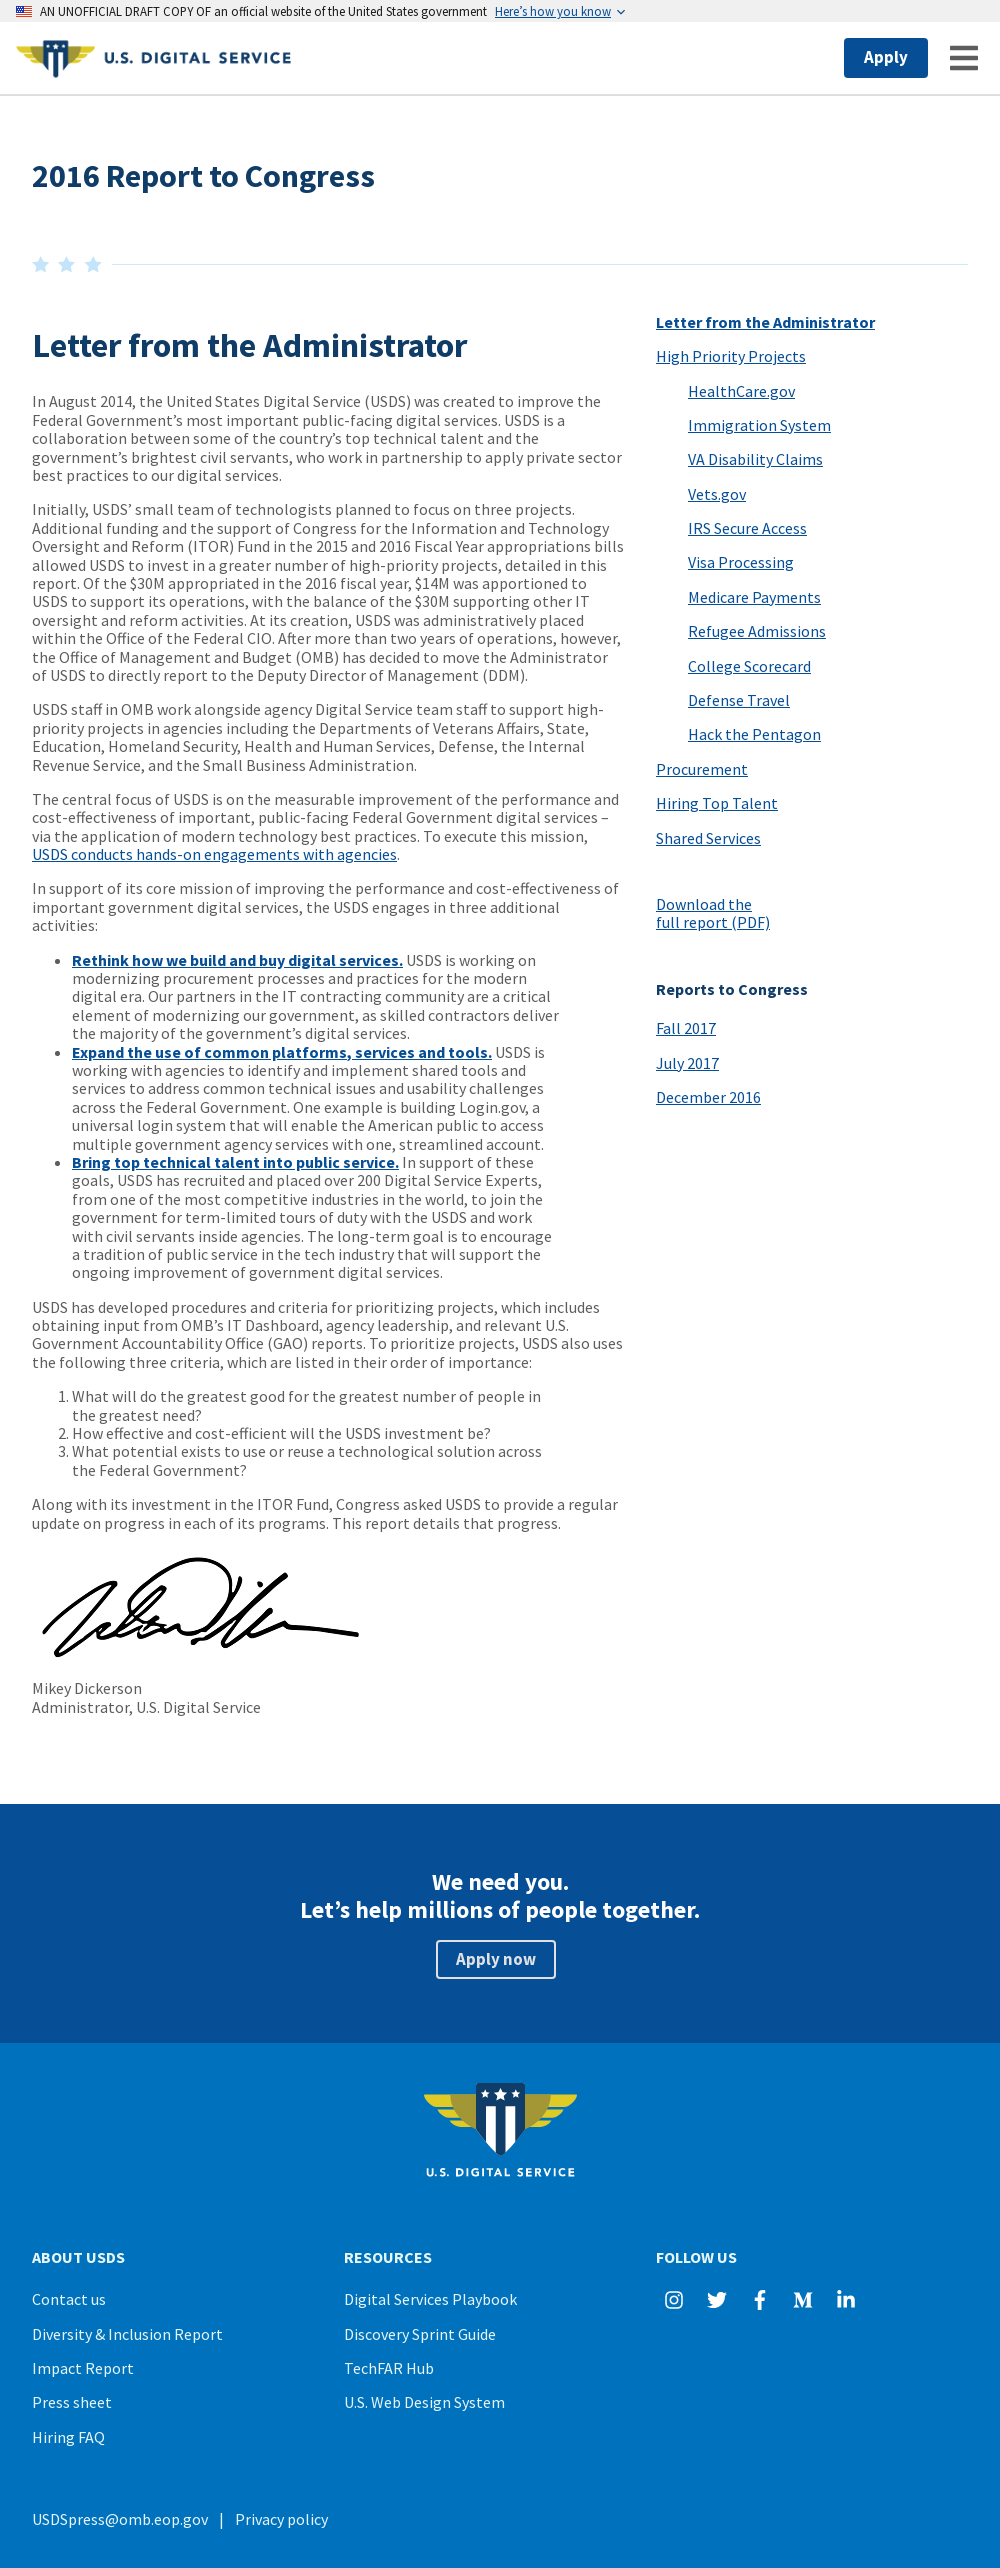 AN UNOFFICIAL DRAFT COPY OF an official website of the United States government Here’s how you know
U.S. DIGITAL SERVICE
Apply
2016 Report to Congress
Letter from the Administrator
In August 2014, the United States Digital Service (USDS) was created to improve the
Federal Government’s most important public-facing digital services. USDS is a
collaboration between some of the country’s top technical talent and the
government’s brightest civil servants, who work in partnership to apply private sector
best practices to our digital services.
Initially, USDS’ small team of technologists planned to focus on three projects.
Additional funding and the support of Congress for the Information and Technology
Oversight and Reform (ITOR) Fund in the 2015 and 2016 Fiscal Year appropriations bills
allowed USDS to invest in a greater number of high-priority projects, detailed in this
report. Of the $30M appropriated in the 2016 fiscal year, $14M was apportioned to
USDS to support its operations, with the balance of the $30M supporting other IT
oversight and reform activities. At its creation, USDS was administratively placed
within the Office of the Federal CIO. After more than two years of operations, however,
the Office of Management and Budget (OMB) has decided to move the Administrator
of USDS to directly report to the Deputy Director of Management (DDM).
USDS staff in OMB work alongside agency Digital Service team staff to support high-
priority projects in agencies including the Departments of Veterans Affairs, State,
Education, Homeland Security, Health and Human Services, Defense, the Internal
Revenue Service, and the Small Business Administration.
The central focus of USDS is on the measurable improvement of the performance and
cost-effectiveness of important, public-facing Federal Government digital services –
via the application of modern technology best practices. To execute this mission,
USDS conducts hands-on engagements with agencies.
In support of its core mission of improving the performance and cost-effectiveness of
important government digital services, the USDS engages in three additional
activities:
• Rethink how we build and buy digital services. USDS is working on
modernizing procurement processes and practices for the modern
digital era. Our partners in the IT contracting community are a critical
element of modernizing our government, as skilled contractors deliver
the majority of the government’s digital services.
• Expand the use of common platforms, services and tools. USDS is
working with agencies to identify and implement shared tools and
services to address common technical issues and usability challenges
across the Federal Government. One example is building Login.gov, a
universal login system that will enable the American public to access
multiple government agency services with one, streamlined account.
• Bring top technical talent into public service. In support of these
goals, USDS has recruited and placed over 200 Digital Service Experts,
from one of the most competitive industries in the world, to join the
government for term-limited tours of duty with the USDS and work
with civil servants inside agencies. The long-term goal is to encourage
a tradition of public service in the tech industry that will support the
ongoing improvement of government digital services.
USDS has developed procedures and criteria for prioritizing projects, which includes
obtaining input from OMB’s IT Dashboard, agency leadership, and relevant U.S.
Government Accountability Office (GAO) reports. To prioritize projects, USDS also uses
the following three criteria, which are listed in their order of importance:
1. What will do the greatest good for the greatest number of people in
the greatest need?
2. How effective and cost-efficient will the USDS investment be?
3. What potential exists to use or reuse a technological solution across
the Federal Government?
Along with its investment in the ITOR Fund, Congress asked USDS to provide a regular
update on progress in each of its programs. This report details that progress.
Mikey Dickerson
Administrator, U.S. Digital Service
Letter from the Administrator
High Priority Projects
HealthCare.gov
Immigration System
VA Disability Claims
Vets.gov
IRS Secure Access
Visa Processing
Medicare Payments
Refugee Admissions
College Scorecard
Defense Travel
Hack the Pentagon
Procurement
Hiring Top Talent
Shared Services
Download the
full report (PDF)
Reports to Congress
Fall 2017
July 2017
December 2016
We need you.
Let’s help millions of people together.
Apply now
U.S. DIGITAL SERVICE
ABOUT USDS
Contact us
Diversity & Inclusion Report
Impact Report
Press sheet
Hiring FAQ
RESOURCES
Digital Services Playbook
Discovery Sprint Guide
TechFAR Hub
U.S. Web Design System
FOLLOW US
USDSpress@omb.eop.gov | Privacy policy